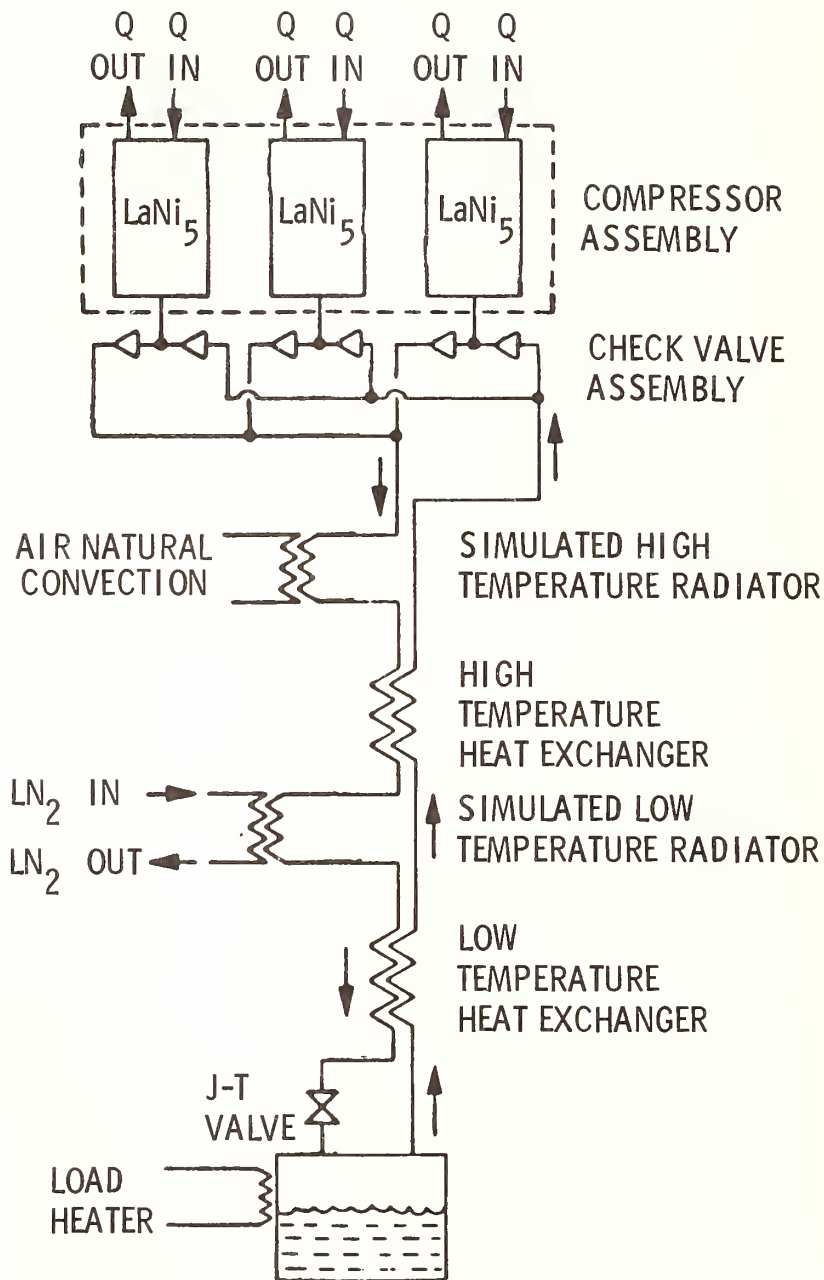 Q Q Q Q Q Q
OUT IN OUT IN OUT IN
LaNi5 LaNi5 LaNi5
COMPRESSOR
ASSEMBLY
CHECK VALVE
ASSEMBLY
AIR NATURAL
CONVECTION
SIMULATED HIGH
TEMPERATURE RADIATOR
HIGH
TEMPERATURE
HEAT EXCHANGER
LN2 IN
LN2 OUT
SIMULATED LOW
TEMPERATURE RADIATOR
LOW
TEMPERATURE
HEAT EXCHANGER
J-T
VALVE
LOAD
HEATER